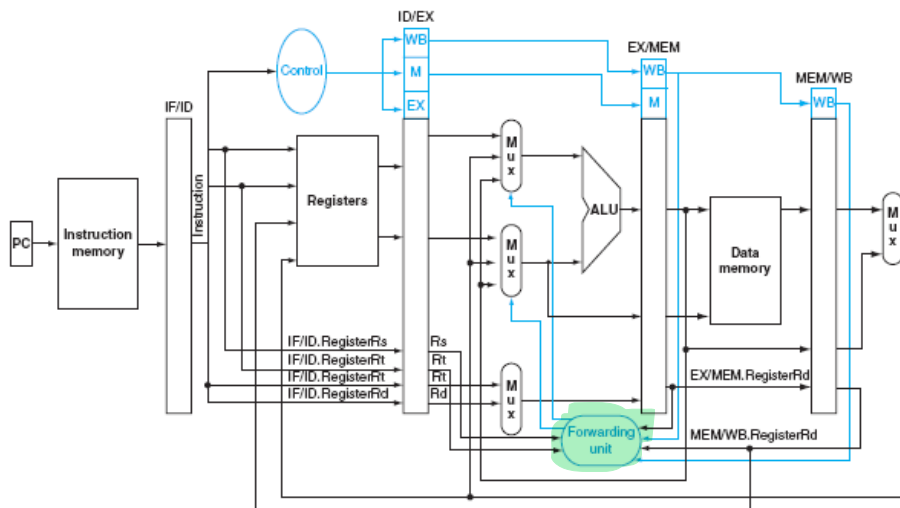 ID/EX
WB
EX/MEM
Control
M
WB
MEM/WB
IF/ID
EX
M
WB
Instruction
Registers
M
u
x
ALU
M
u
x
PC
Instruction
memory
M
u
x
Data
memory
IF/ID.RegisterRs
Rs
IF/ID.RegisterRt
Rt
IF/ID.RegisterRt
Rt
IF/ID.RegisterRd
Rd
M
u
x
EX/MEM.RegisterRd
Forwarding
unit
MEM/WB.RegisterRd